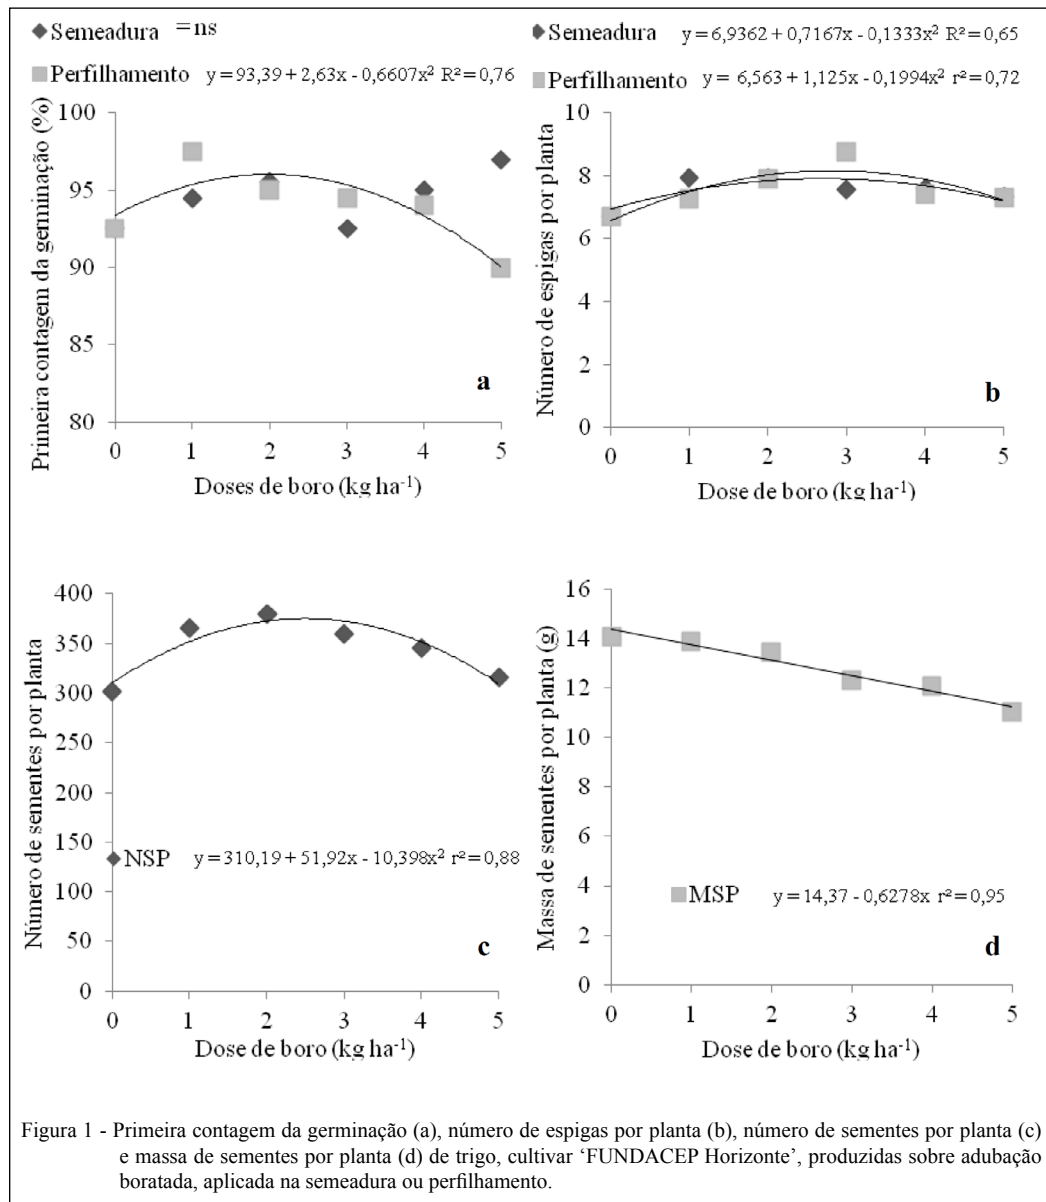 Semeadura =ns
Perfilhamento y=93,39+2,63x-0,6607x² R²=0,76
Primeira contagem da germinação (%)
100
95
90
85
80
a
0 1 2 3 4 5
Doses de boro (kg ha⁻¹)
Semeadura y=6,9362+0,7167x-0,1333x² R²=0,65
Perfilhamento y= 6,563+1,125x-0,1994x² r²=0,72
Número de espigas por planta
10
8
6
4
2
0
b
0 1 2 3 4 5
Dose de boro (kg ha⁻¹)
Número de sementes por planta
400
350
300
250
200
150
100
50
0
NSP y=310,19+51,92x-10,398x² r²=0,88
c
0 1 2 3 4 5
Dose de boro (kg ha⁻¹)
Massa de sementes por planta (g)
16
14
12
10
8
6
4
2
0
MSP y=14,37-0,6278x r²=0,95
d
0 1 2 3 4 5
Dose de boro (kg ha⁻¹)
Figura 1 - Primeira contagem da germinação (a), número de espigas por planta (b), número de sementes por planta (c)
e massa de sementes por planta (d) de trigo, cultivar ‘FUNDACEP Horizonte’, produzidas sobre adubação
boratada, aplicada na semeadura ou perfilhamento.